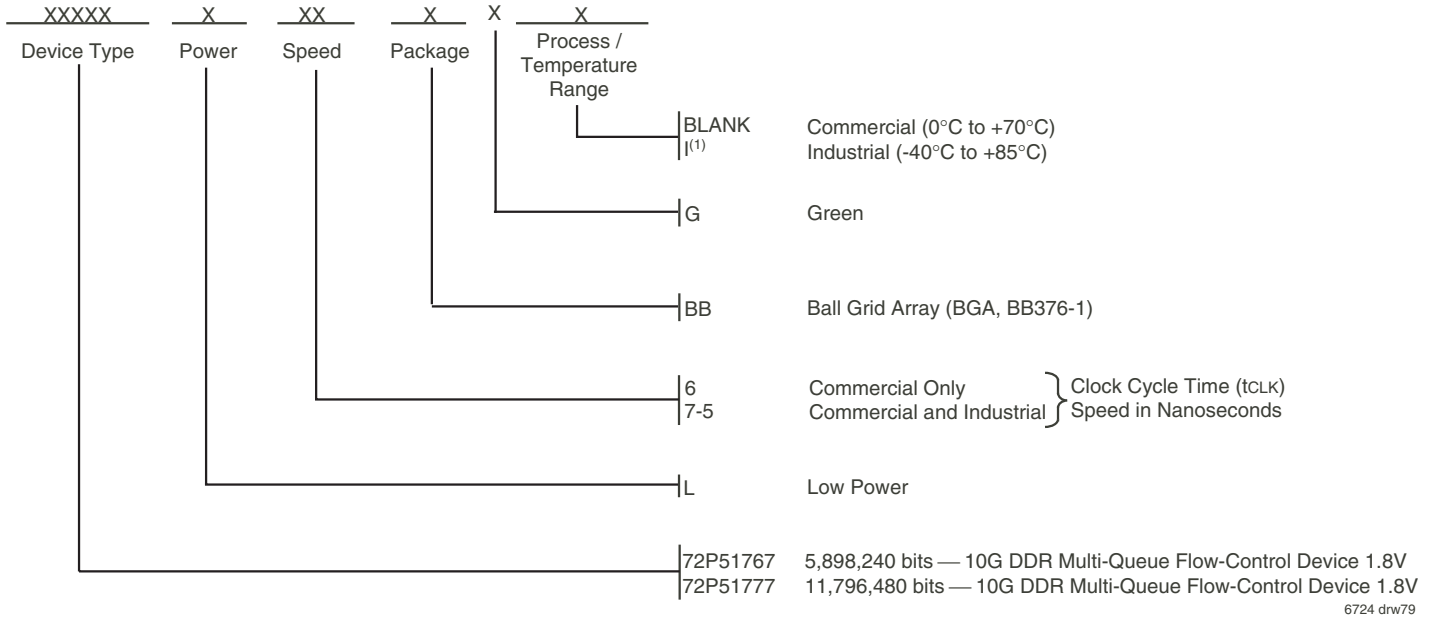 XXXXX X XX X X X
Device Type Power Speed Package Process /
Temperature
Range
BLANK Commercial (0°C to +70°C)
I(1) Industrial (-40°C to +85°C)
G Green
BB Ball Grid Array (BGA, BB376-1)
6 Commercial Only Clock Cycle Time (tCLK)
7-5 Commercial and Industrial Speed in Nanoseconds
L Low Power
72P51767 5,898,240 bits — 10G DDR Multi-Queue Flow-Control Device 1.8V
72P51777 11,796,480 bits — 10G DDR Multi-Queue Flow-Control Device 1.8V
6724 drw79